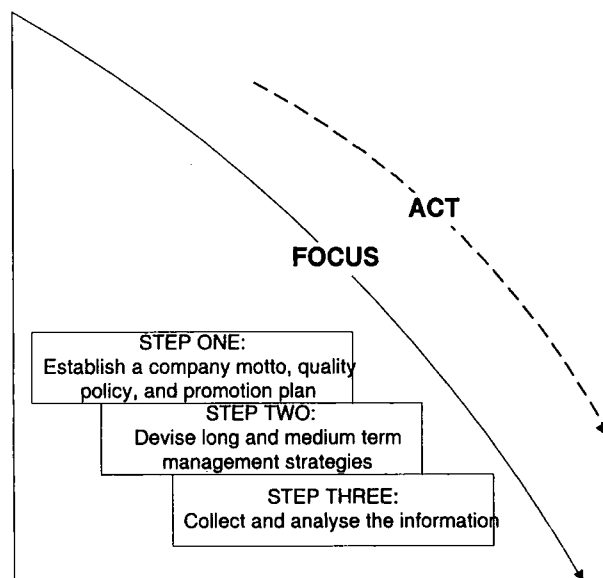 ACT
FOCUS
STEP ONE:
Establish a company motto, quality
policy, and promotion plan
STEP TWO:
Devise long and medium term
management strategies
STEP THREE:
Collect and analyse the information